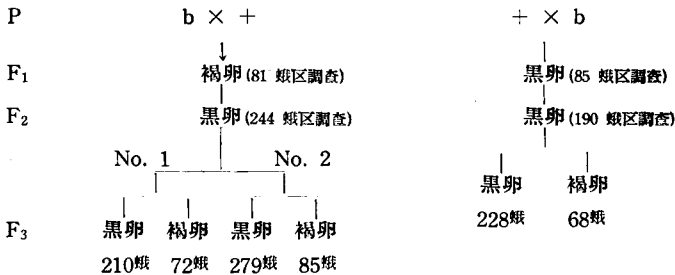 P b × + + × b
F₁ 褐卵 (81 蛾区調査) 黒卵 (85 蛾区調査)
F₂ 黒卵 (244 蛾区調査) 黒卵 (190 蛾区調査)
No. 1 No. 2
黒卵 褐卵
228蛾 68蛾
F₃ 黒卵 褐卵 黒卵 褐卵
210蛾 72蛾 279蛾 85蛾